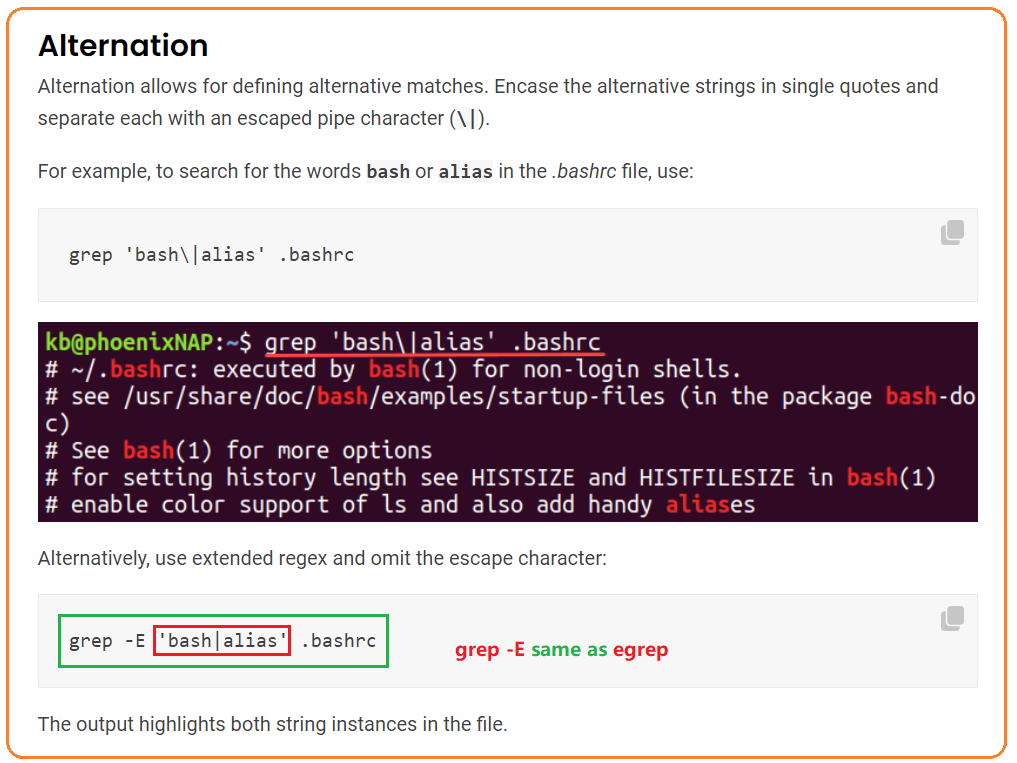 Alternation
Alternation allows for defining alternative matches. Encase the alternative strings in single quotes and
separate each with an escaped pipe character (\|).
For example, to search for the words bash or alias in the .bashrc file, use:
grep 'bash\|alias' .bashrc
kb@phoenixNAP:~$ grep 'bash\|alias' .bashrc
# ~/.bashrc: executed by bash(1) for non-login shells.
# see /usr/share/doc/bash/examples/startup-files (in the package bash-do
c)
# See bash(1) for more options
# for setting history length see HISTSIZE and HISTFILESIZE in bash(1)
# enable color support of ls and also add handy aliases
Alternatively, use extended regex and omit the escape character:
grep -E 'bash|alias' .bashrc
grep -E same as egrep
The output highlights both string instances in the file.